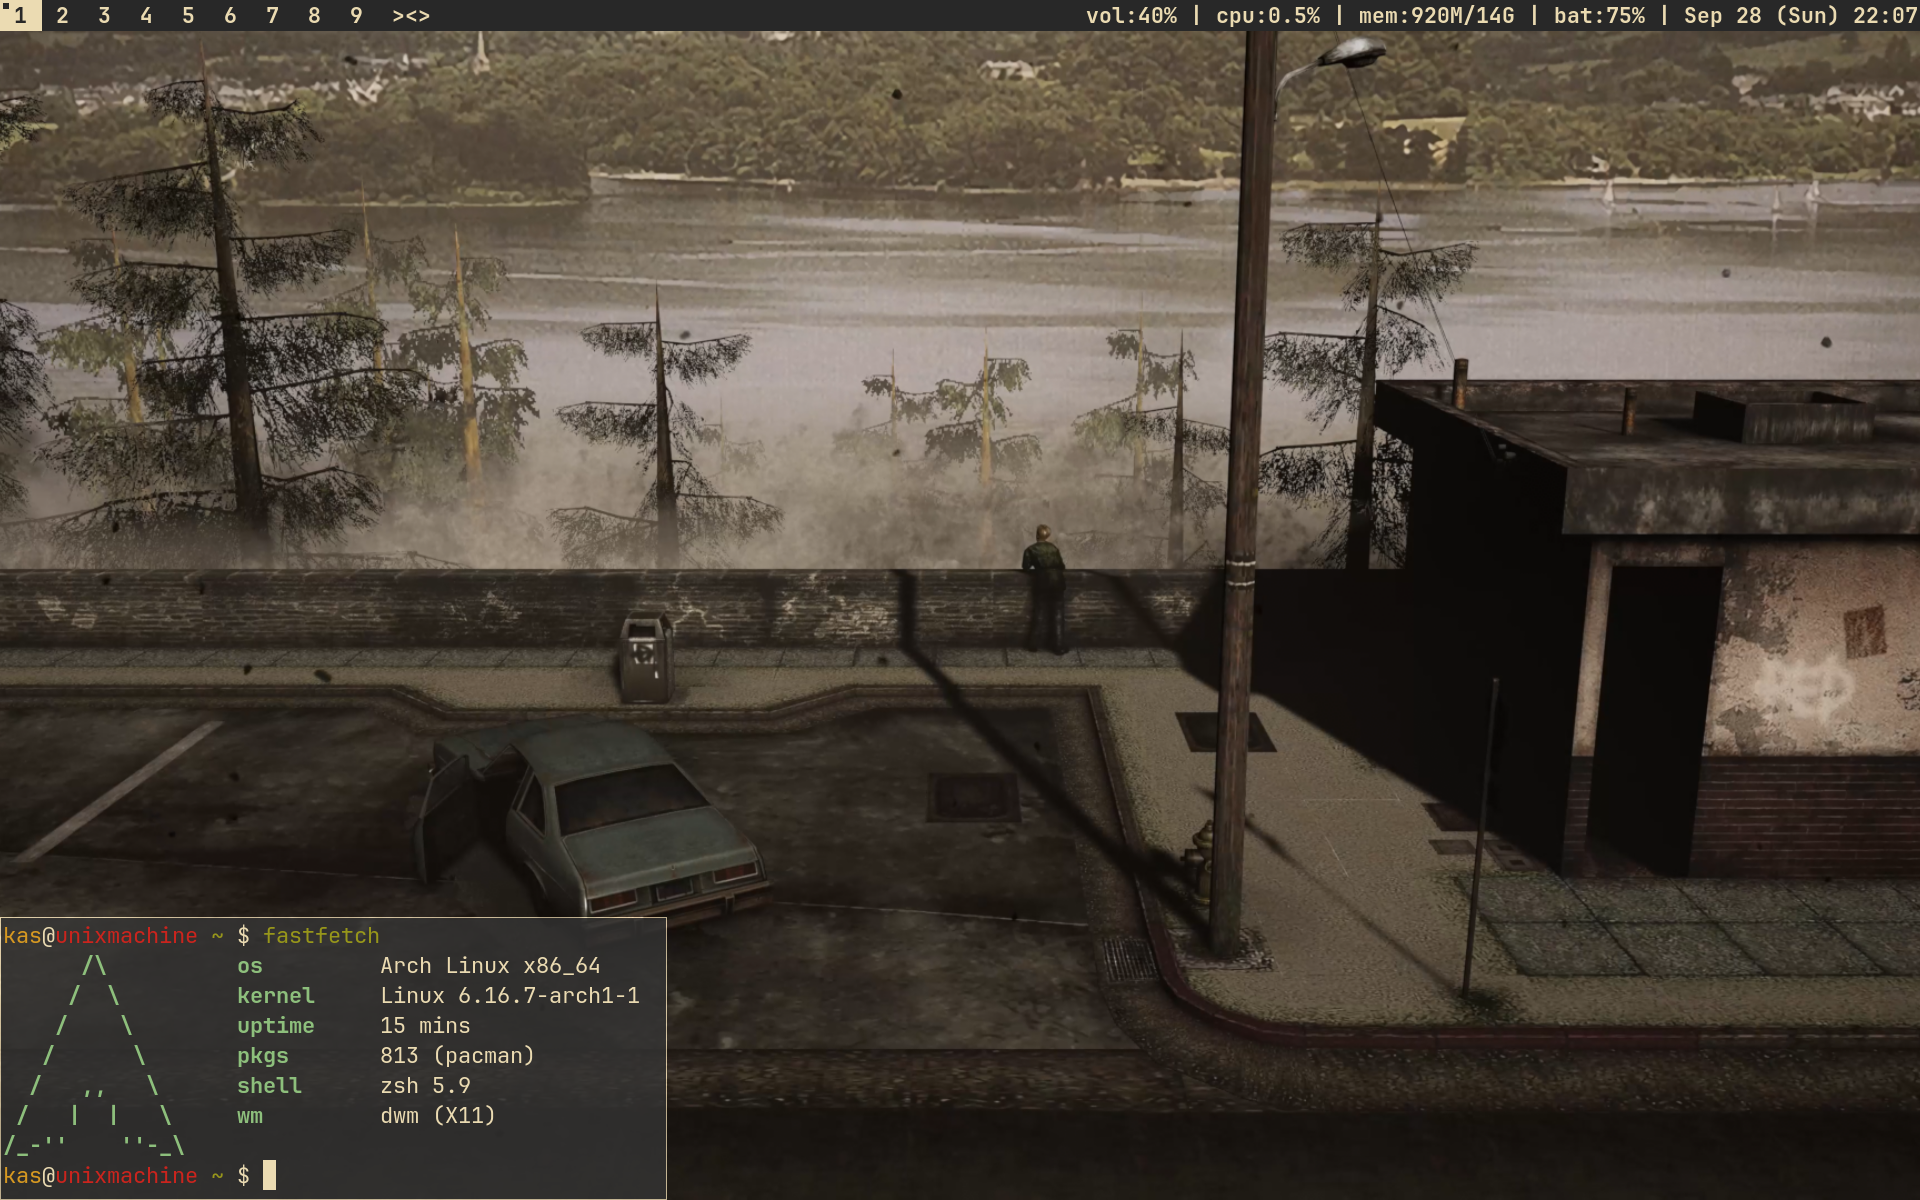 1 2 3 4 5 6 7 8 9 ><> vol:40% | cpu:0.5% | mem:920M/14G | bat:75% | Sep 28 (Sun) 22:07
RED
kas@unixmachine ~ $ fastfetch
/\ os Arch Linux x86_64
/ \ kernel Linux 6.16.7-arch1-1
/ \ uptime 15 mins
/ \ pkgs 813 (pacman)
/ ,, \ shell zsh 5.9
/ | | \ wm dwm (X11)
/_-'' ''-_\
kas@unixmachine ~ $